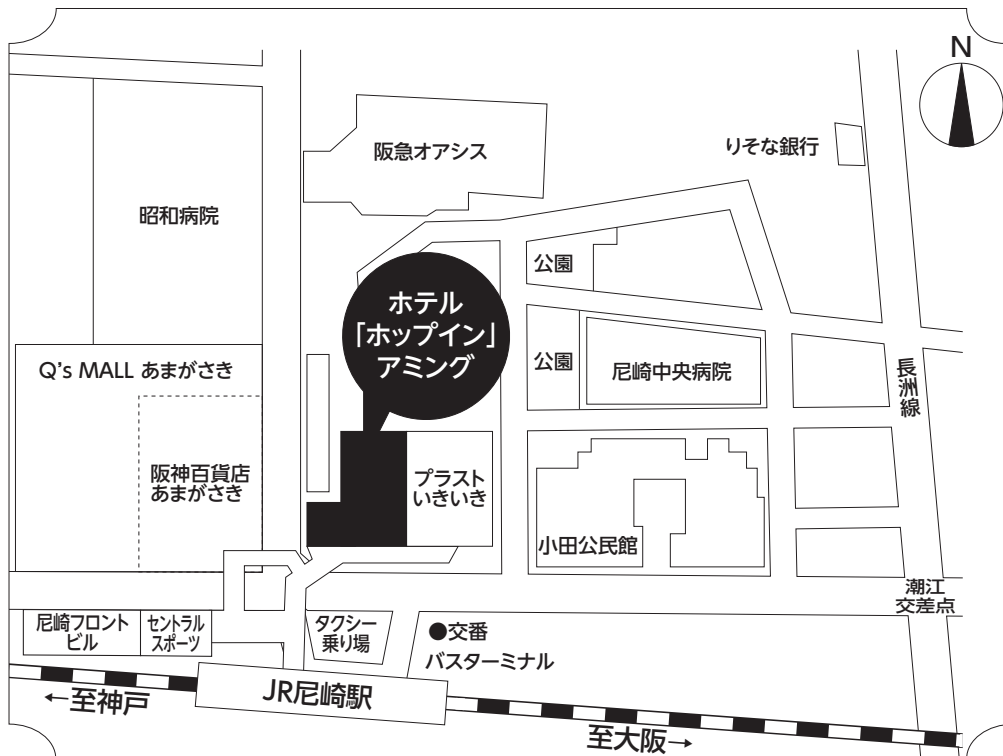 N
阪急オアシス
りそな銀行
昭和病院
公園
ホテル
「ホップイン」
アミング
Q's MALL あまがさき
公園
尼崎中央病院
長洲線
阪神百貨店
あまがさき
プラスト
いきいき
小田公民館
潮江
交差点
尼崎フロント
ビル
セントラル
スポーツ
タクシー
乗り場
●交番
バスターミナル
JR尼崎駅
←至神戸
至大阪→